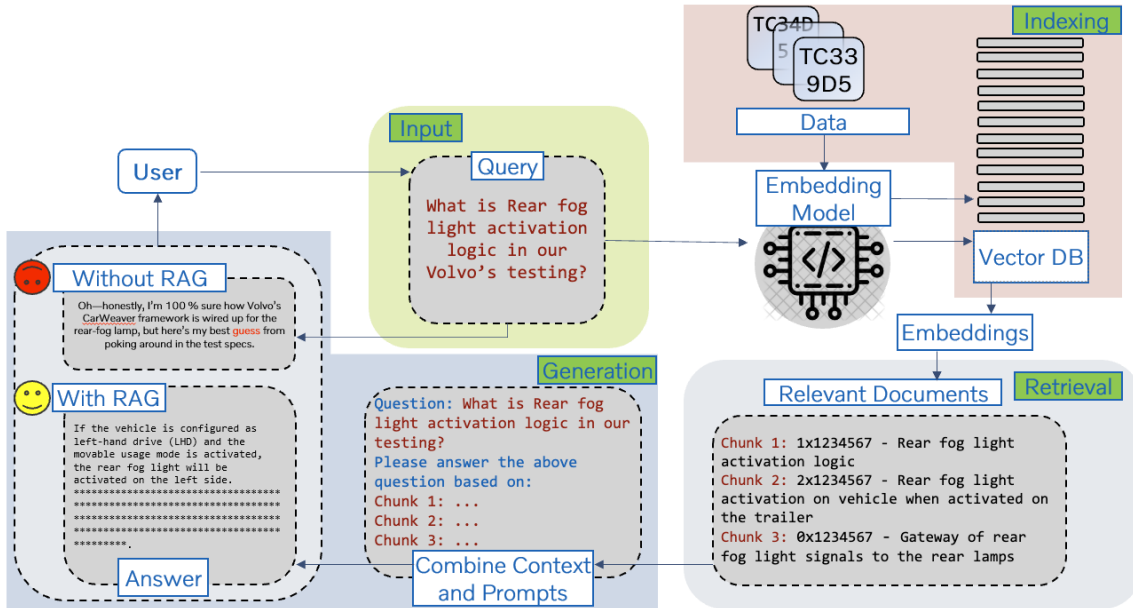 TC34D
5
TC33
9D5
Indexing
Data
Embedding
Model
</>
Vector DB
Embeddings
Input
Query
What is Rear fog
light activation
logic in our
Volvo's testing?
User
Without RAG
Oh—honestly, I'm 100 % sure how Volvo's
CarWeaver framework is wired up for the
rear-fog lamp, but here's my best guess from
poking around in the test specs.
With RAG
If the vehicle is configured as
left-hand drive (LHD) and the
movable usage mode is activated,
the rear fog light will be
activated on the left side.
***********************************
***********************************
***********************************
***********************************
*********.
Answer
Generation
Question: What is Rear fog
light activation logic in our
testing?
Please answer the above
question based on:
Chunk 1: ...
Chunk 2: ...
Chunk 3: ...
Combine Context
and Prompts
Retrieval
Relevant Documents
Chunk 1: 1x1234567 - Rear fog light
activation logic
Chunk 2: 2x1234567 - Rear fog light
activation on vehicle when activated on
the trailer
Chunk 3: 0x1234567 - Gateway of rear
fog light signals to the rear lamps